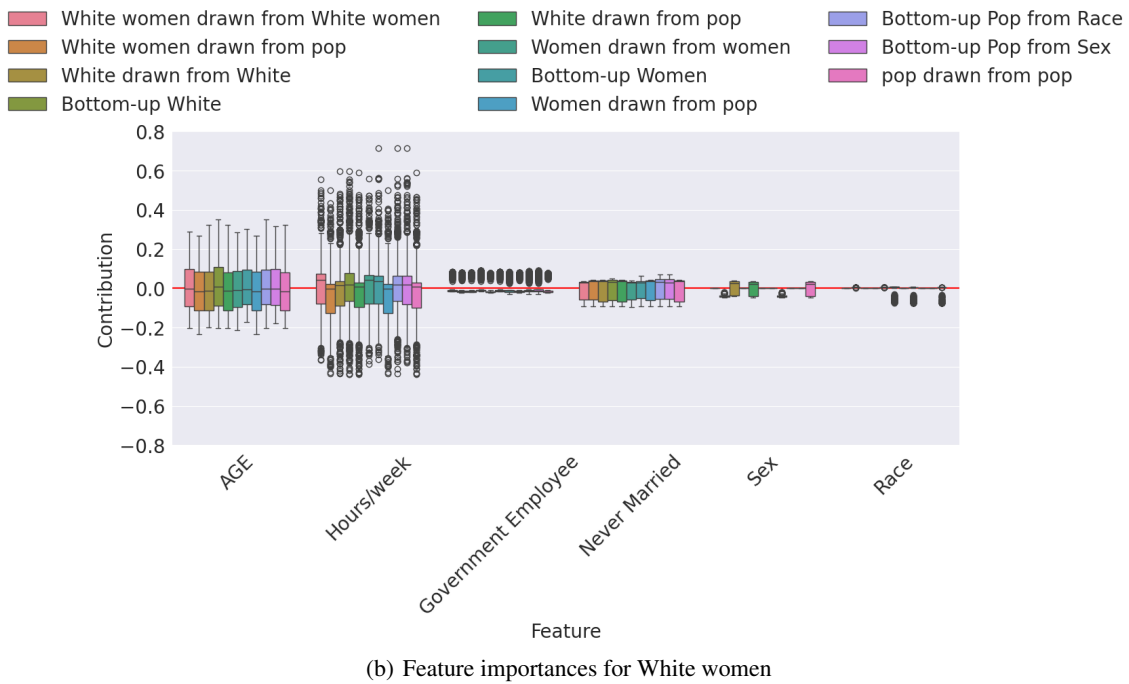 White women drawn from White women
White women drawn from pop
White drawn from White
Bottom-up White
White drawn from pop
Women drawn from women
Bottom-up Women
Women drawn from pop
Bottom-up Pop from Race
Bottom-up Pop from Sex
pop drawn from pop
Contribution
0.8
0.6
0.4
0.2
0.0
−0.2
−0.4
−0.6
−0.8
AGE
Hours/week
Government Employee
Never Married
Sex
Race
Feature
(b) Feature importances for White women